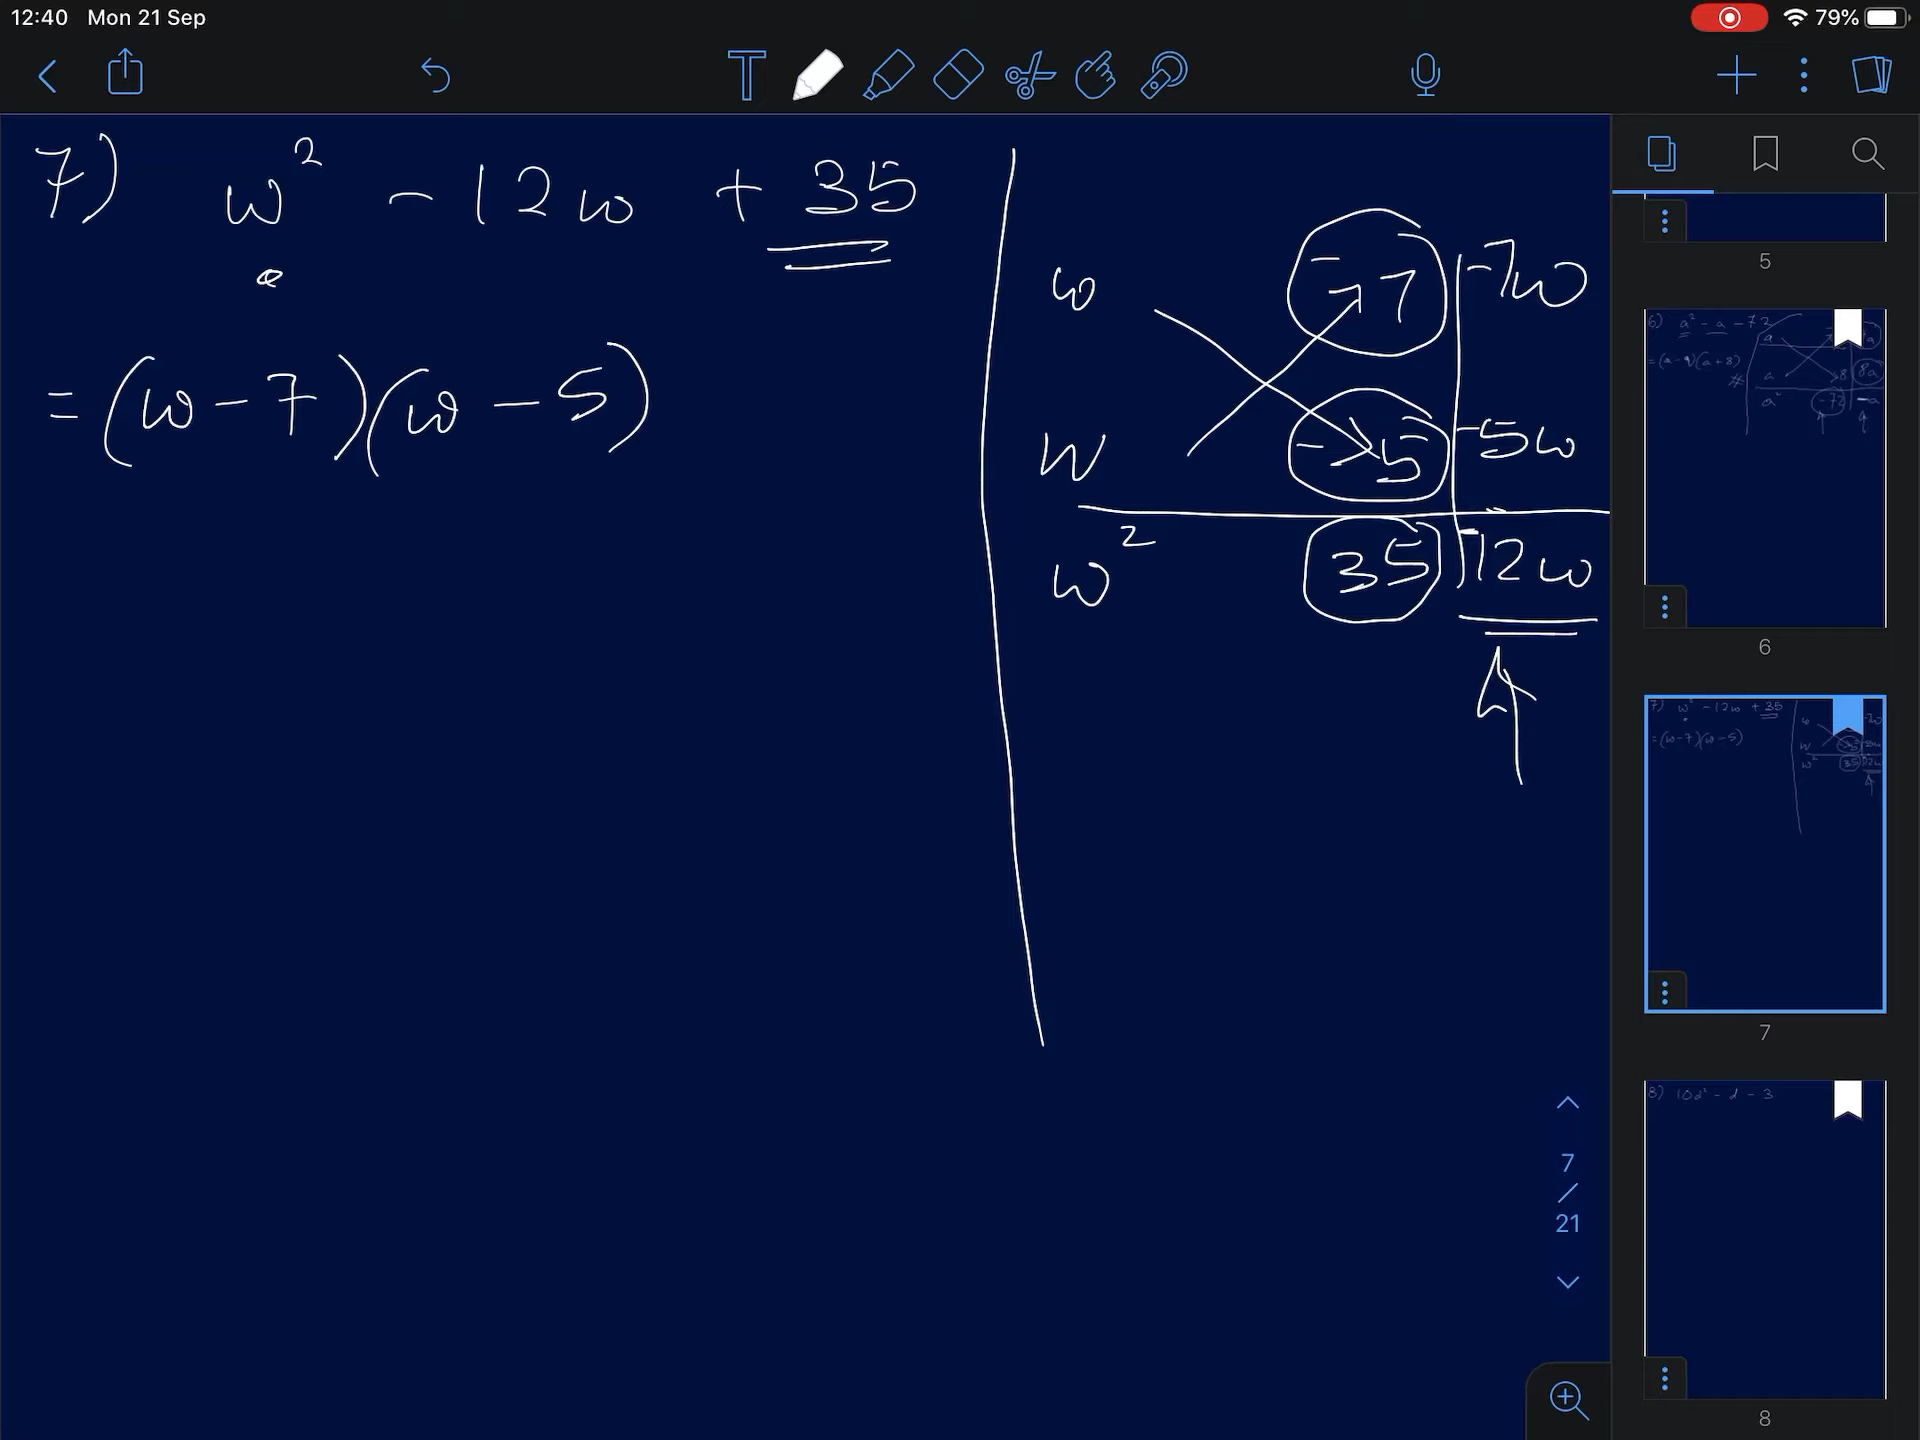 12:40 Mon 21 Sep
79%
7) w² - 12w + 35
= (w - 7)(w - 5)
w -7 -7w
w -5 -5w
w² 35 -12w
5
6) a² - a - 72
= (a - 9)(a + 8)
6
7) w² - 12w + 35
= (w - 7)(w - 5)
7
8) 10d² - d - 3
8
7
/
21